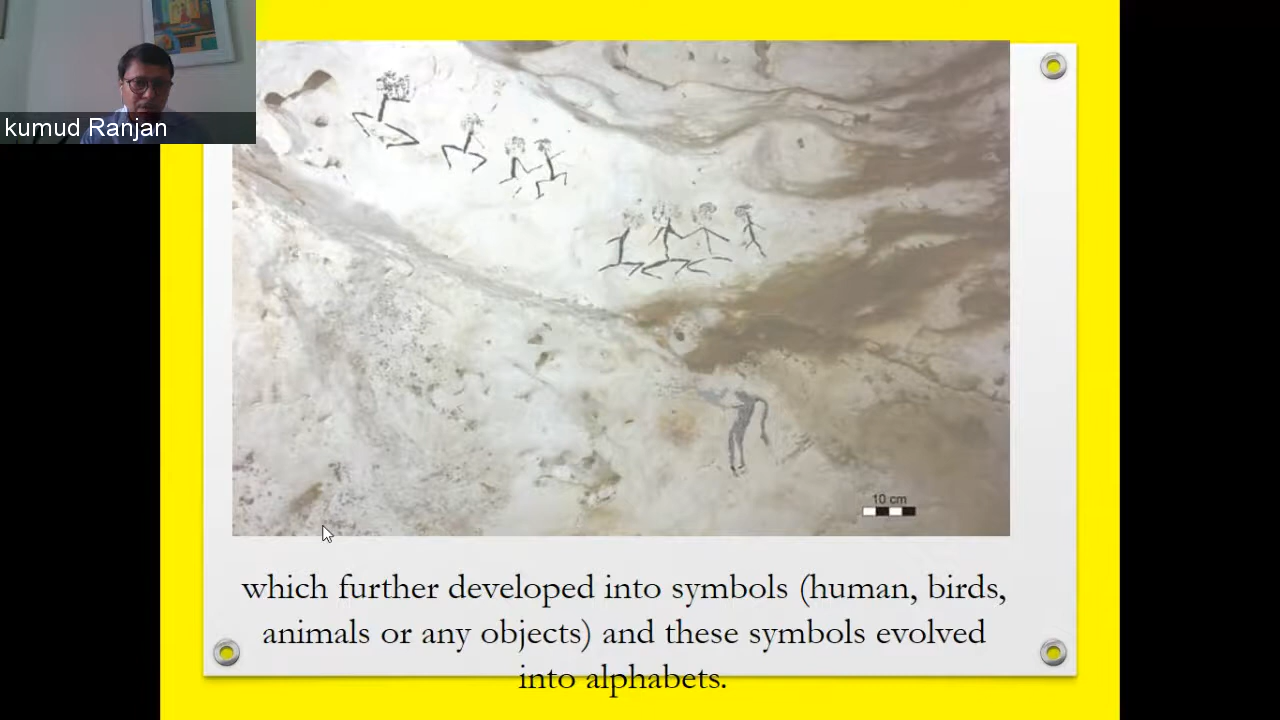 kumud Ranjan
10 cm
which further developed into symbols (human, birds,
animals or any objects) and these symbols evolved
into alphabets.